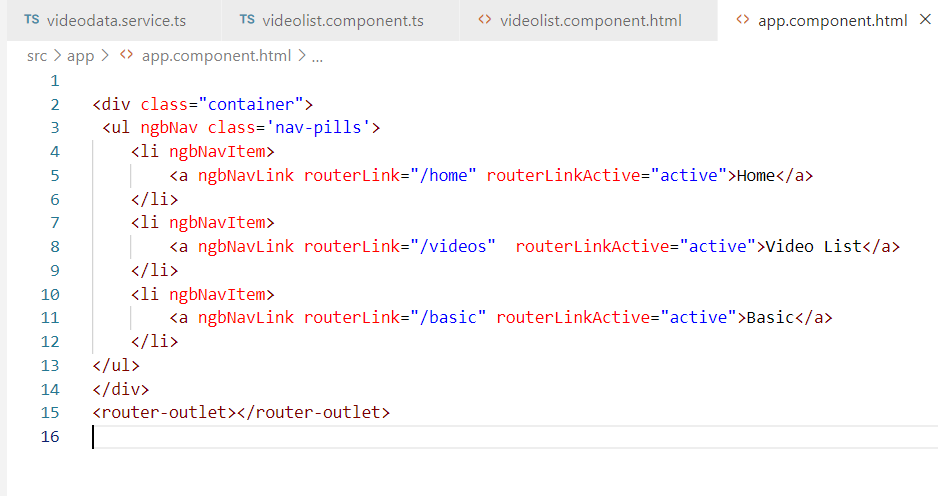 TS videodata.service.ts TS videolist.component.ts <> videolist.component.html <> app.component.html ×
src > app > <> app.component.html > ...
1
2 <div class="container">
3 <ul ngbNav class='nav-pills'>
4 <li ngbNavItem>
5 <a ngbNavLink routerLink="/home" routerLinkActive="active">Home</a>
6 </li>
7 <li ngbNavItem>
8 <a ngbNavLink routerLink="/videos"  routerLinkActive="active">Video List</a>
9 </li>
10 <li ngbNavItem>
11 <a ngbNavLink routerLink="/basic" routerLinkActive="active">Basic</a>
12 </li>
13 </ul>
14 </div>
15 <router-outlet></router-outlet>
16